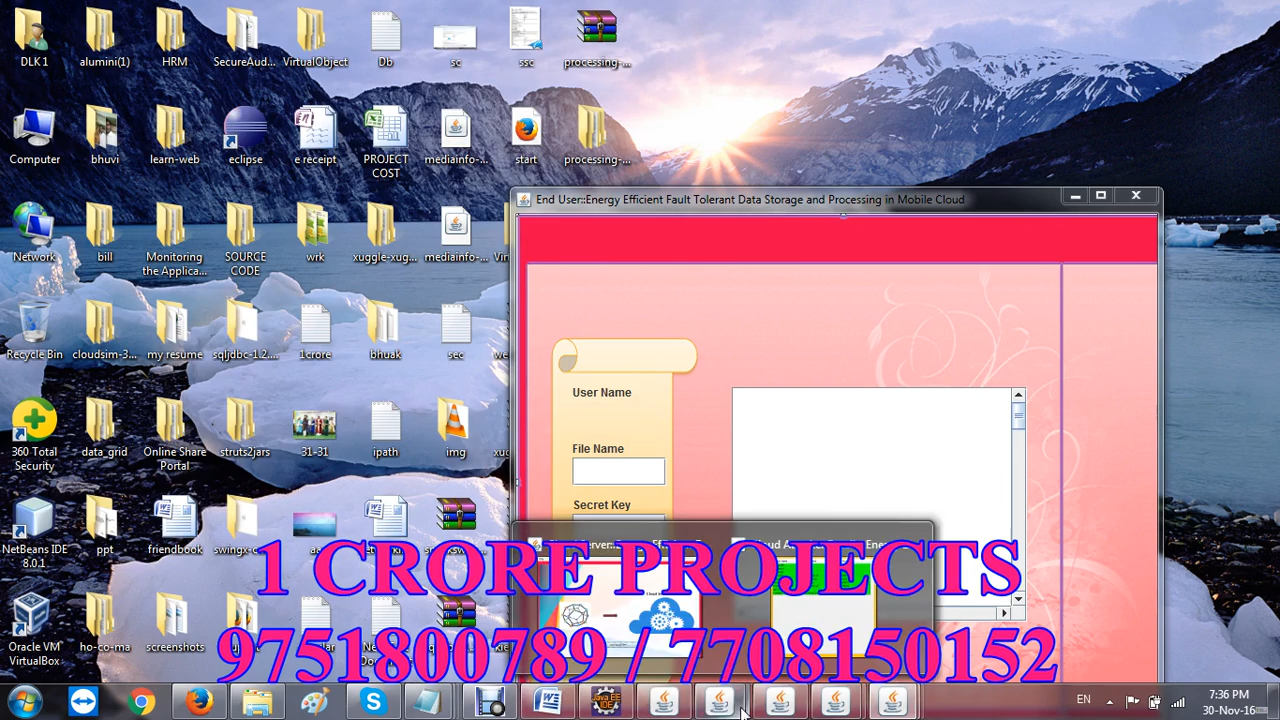 DLK 1
alumini(1)
HRM
SecureAud...
VirtualObject
Db
sc
ssc
processing-...
Computer
bhuvi
learn-web
eclipse
e receipt
PROJECT
COST
mediainfo-...
start
processing-...
End User::Energy Efficient Fault Tolerant Data Storage and Processing in Mobile Cloud
Network
bill
Monitoring
the Applica...
SOURCE
CODE
wrk
xuggle-xug...
mediainfo-...
Recycle Bin
cloudsim-3...
my resume
sqljdbc-1.2....
1crore
bhuak
sec
User Name
File Name
Secret Key
360 Total
Security
data_grid
Online Share
Portal
struts2jars
31-31
ipath
img
NetBeans IDE
8.0.1
ppt
friendbook
1 CRORE PROJECTS
9751800789 / 7708150152
Oracle VM
VirtualBox
ho-co-ma
screenshots
EN
7:36 PM
30-Nov-16